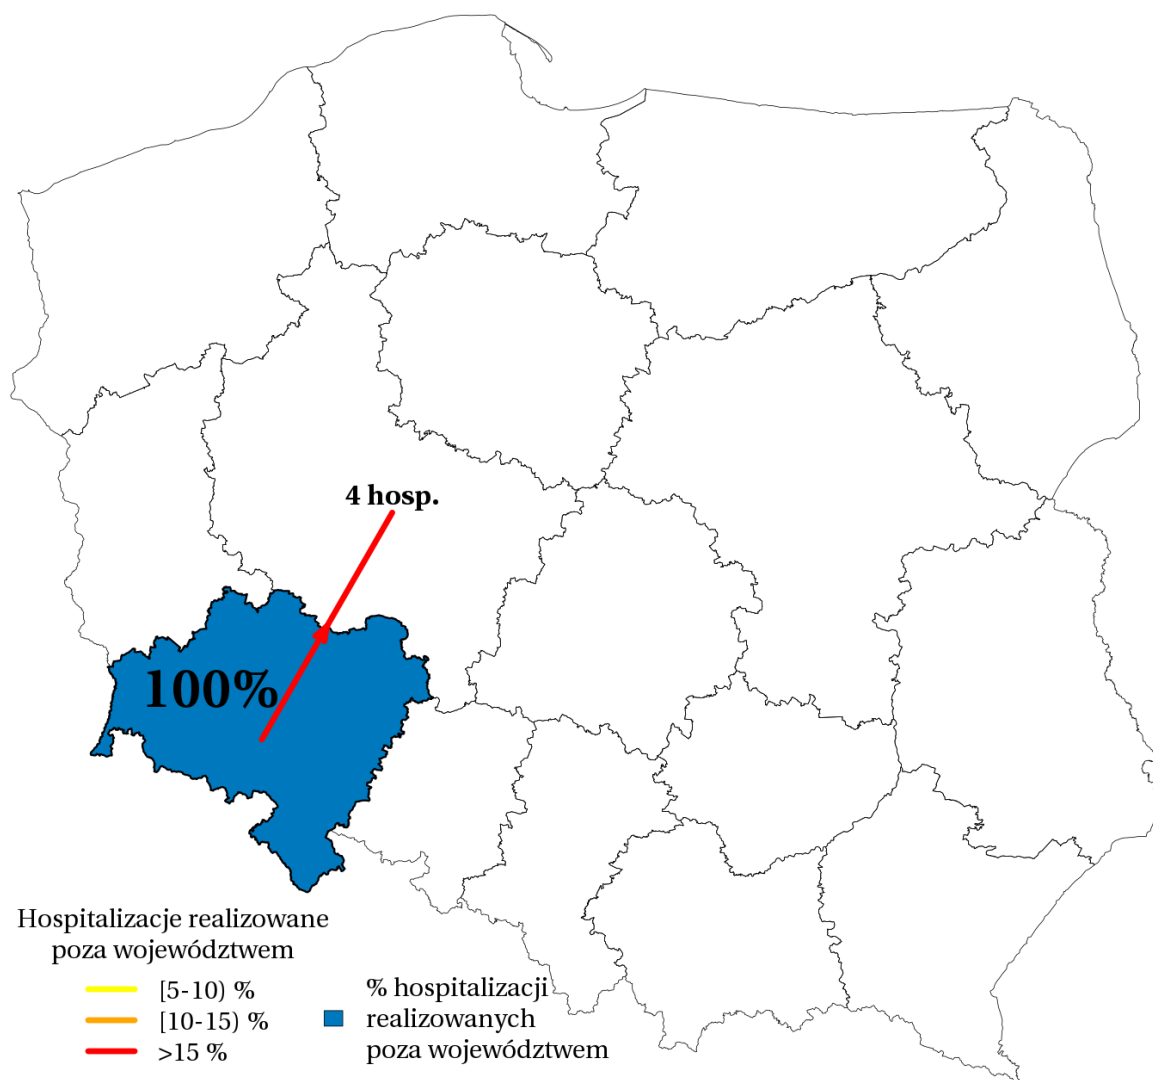 4 hosp.
100%
Hospitalizacje realizowane
poza województwem
[5-10) %
[10-15) %
>15 %
% hospitalizacji
realizowanych
poza województwem